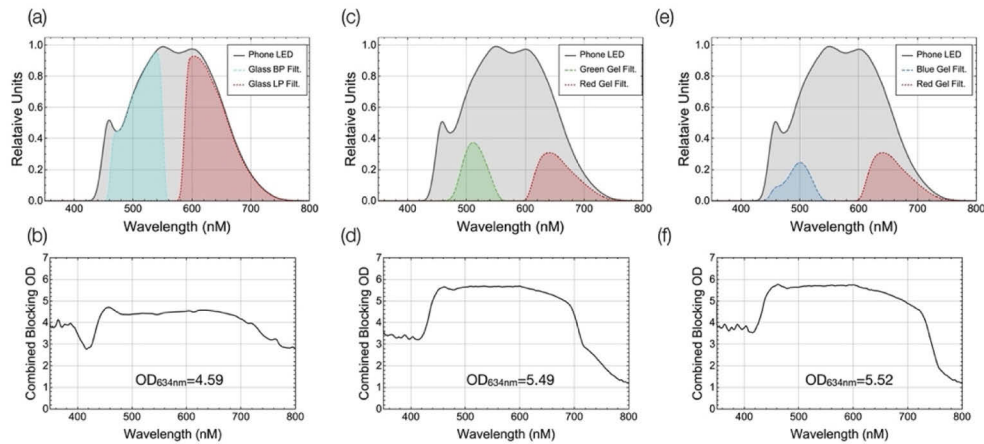 (a)
(c)
(e)
1.0
0.8
0.6
0.4
0.2
0.0
Relataive Units
Phone LED
Glass BP Filt.
Glass LP Filt.
400 500 600 700 800
Wavelength (nM)
1.0
0.8
0.6
0.4
0.2
0.0
Relataive Units
Phone LED
Green Gel Filt.
Red Gel Filt.
400 500 600 700 800
Wavelength (nM)
1.0
0.8
0.6
0.4
0.2
0.0
Relataive Units
Phone LED
Blue Gel Filt.
Red Gel Filt.
400 500 600 700 800
Wavelength (nM)
(b)
(d)
(f)
7
6
5
4
3
2
1
0
Combined Blocking OD
OD634nm=4.59
400 500 600 700 800
Wavelength (nM)
7
6
5
4
3
2
1
0
Combined Blocking OD
OD634nm=5.49
400 500 600 700 800
Wavelength (nM)
7
6
5
4
3
2
1
0
Combined Blocking OD
OD634nm=5.52
400 500 600 700 800
Wavelength (nM)